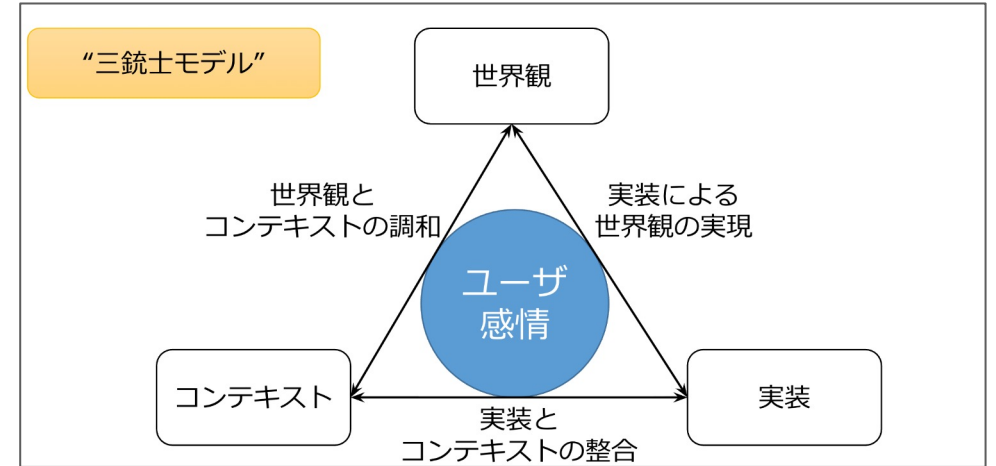 “三銃士モデル”
世界観
世界観と
コンテキストの調和
実装による
世界観の実現
ユーザ
感情
コンテキスト
実装
実装と
コンテキストの整合